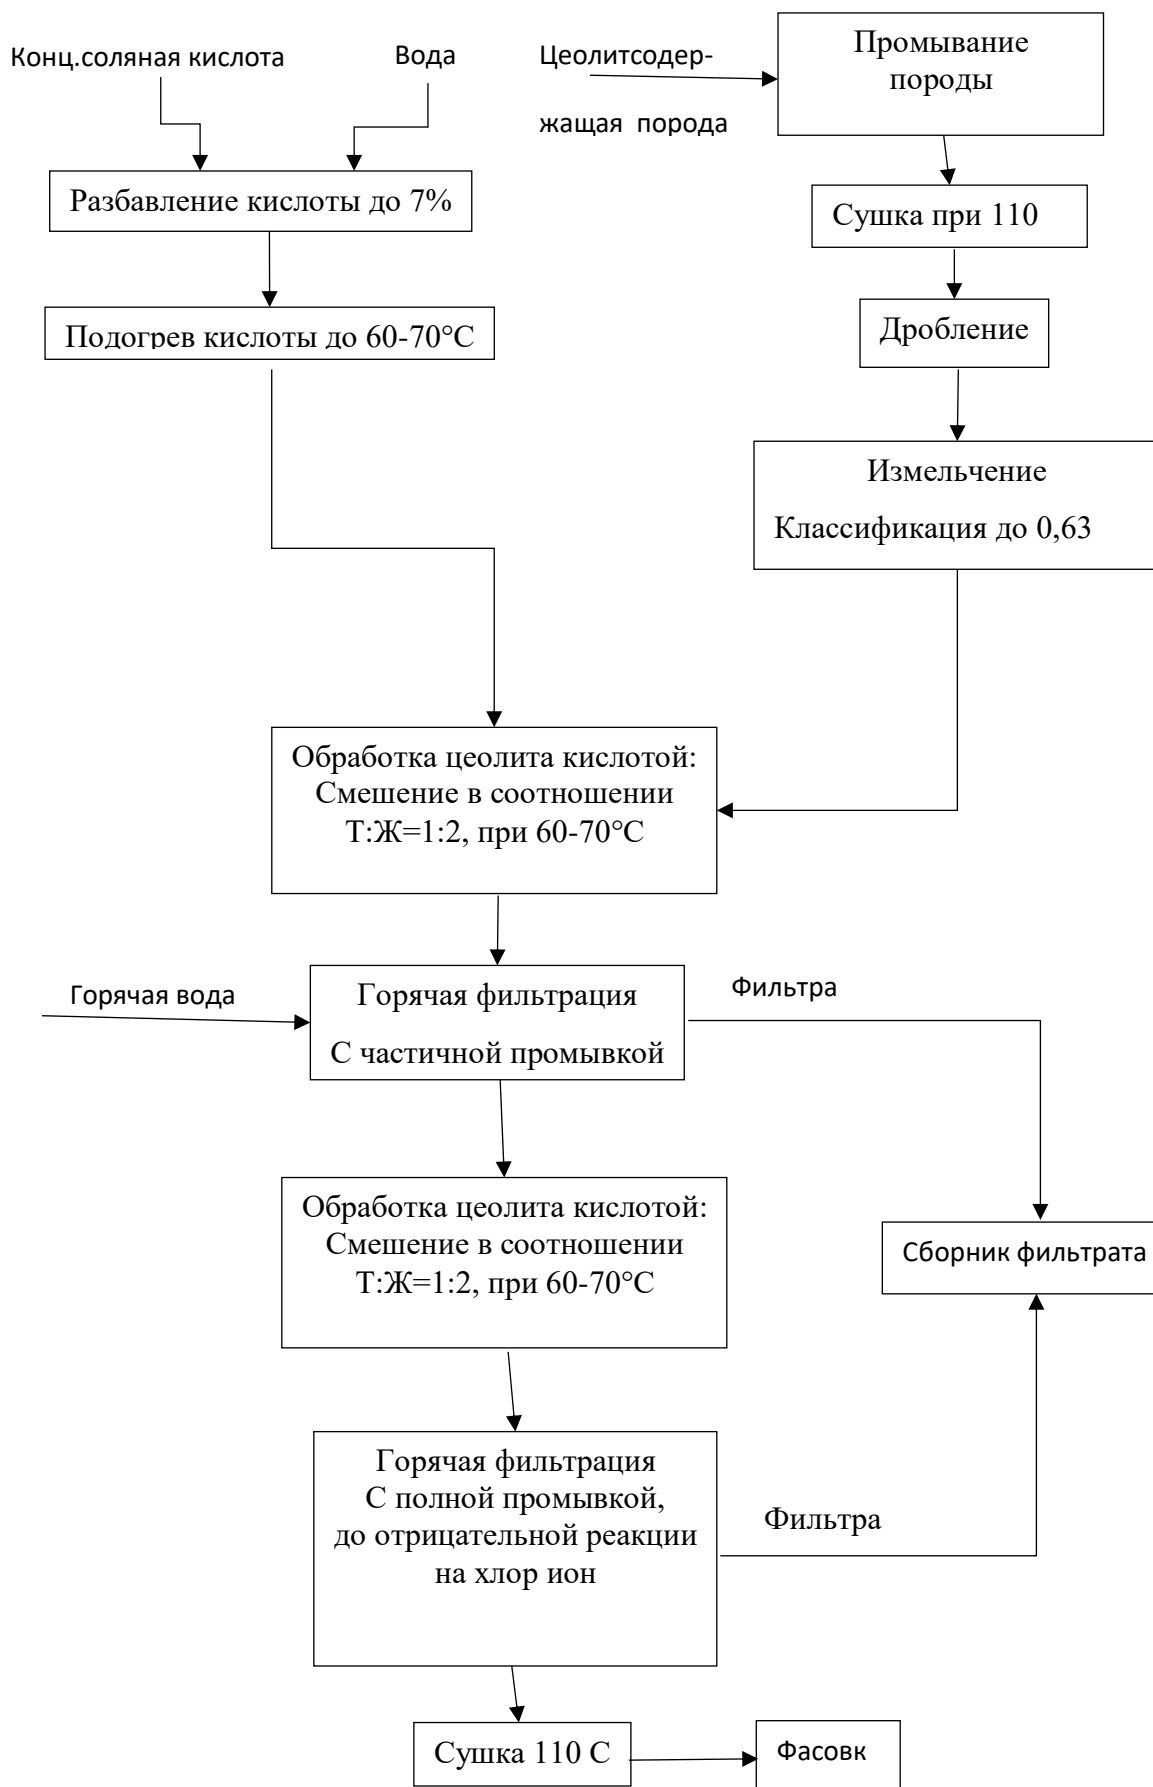 Конц.соляная кислота
Вода
Цеолитсодер-
жащая порода
Промывание
породы
Разбавление кислоты до 7%
Сушка при 110
Подогрев кислоты до 60-70°С
Дробление
Измельчение
Классификация до 0,63
Обработка цеолита кислотой:
Смешение в соотношении
Т:Ж=1:2, при 60-70°С
Горячая вода
Горячая фильтрация
С частичной промывкой
Фильтра
Обработка цеолита кислотой:
Смешение в соотношении
Т:Ж=1:2, при 60-70°С
Сборник фильтрата
Горячая фильтрация
С полной промывкой,
до отрицательной реакции
на хлор ион
Фильтра
Сушка 110 С
Фасовк